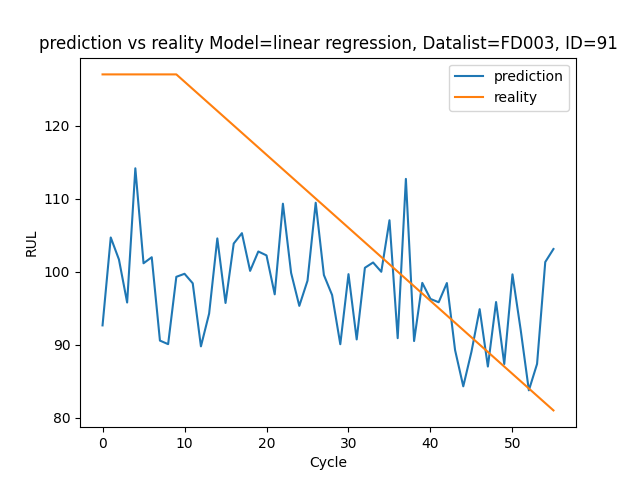 prediction vs reality Model=linear regression, Datalist=FD003, ID=91
prediction
reality
120
110
100
90
80
RUL
0 10 20 30 40 50
Cycle